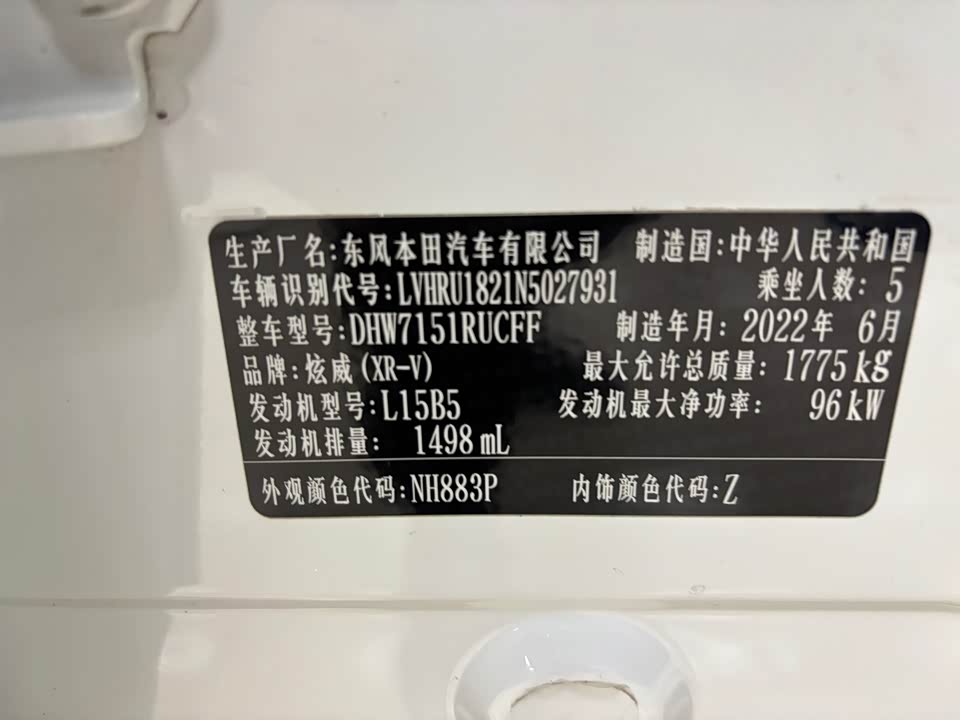 生产厂名:东风本田汽车有限公司 制造国:中华人民共和国
车辆识别代号:LVHRU1821N5027931 乘坐人数: 5
整车型号:DHW7151RUCFF 制造年月: 2022年 6月
品牌:炫威(XR-V) 最大允许总质量: 1775kg
发动机型号:L15B5 发动机最大净功率: 96kW
发动机排量: 1498mL
外观颜色代码:NH883P 内饰颜色代码:Z